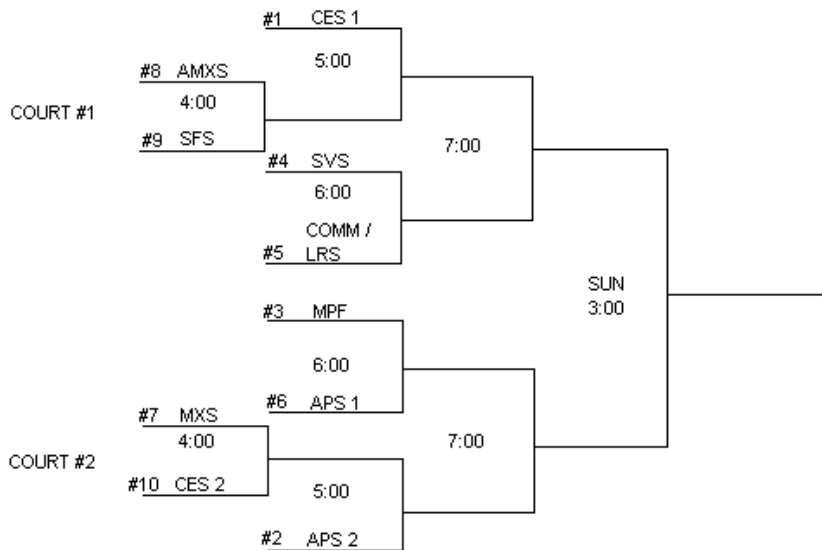 #1 CES 1
5:00
#8 AMXS
4:00
COURT #1
#9 SFS
7:00
#4 SVS
6:00
COMM /
#5 LRS
SUN
3:00
#3 MPF
6:00
#6 APS 1
#7 MXS
4:00
7:00
COURT #2
#10 CES 2
5:00
#2 APS 2